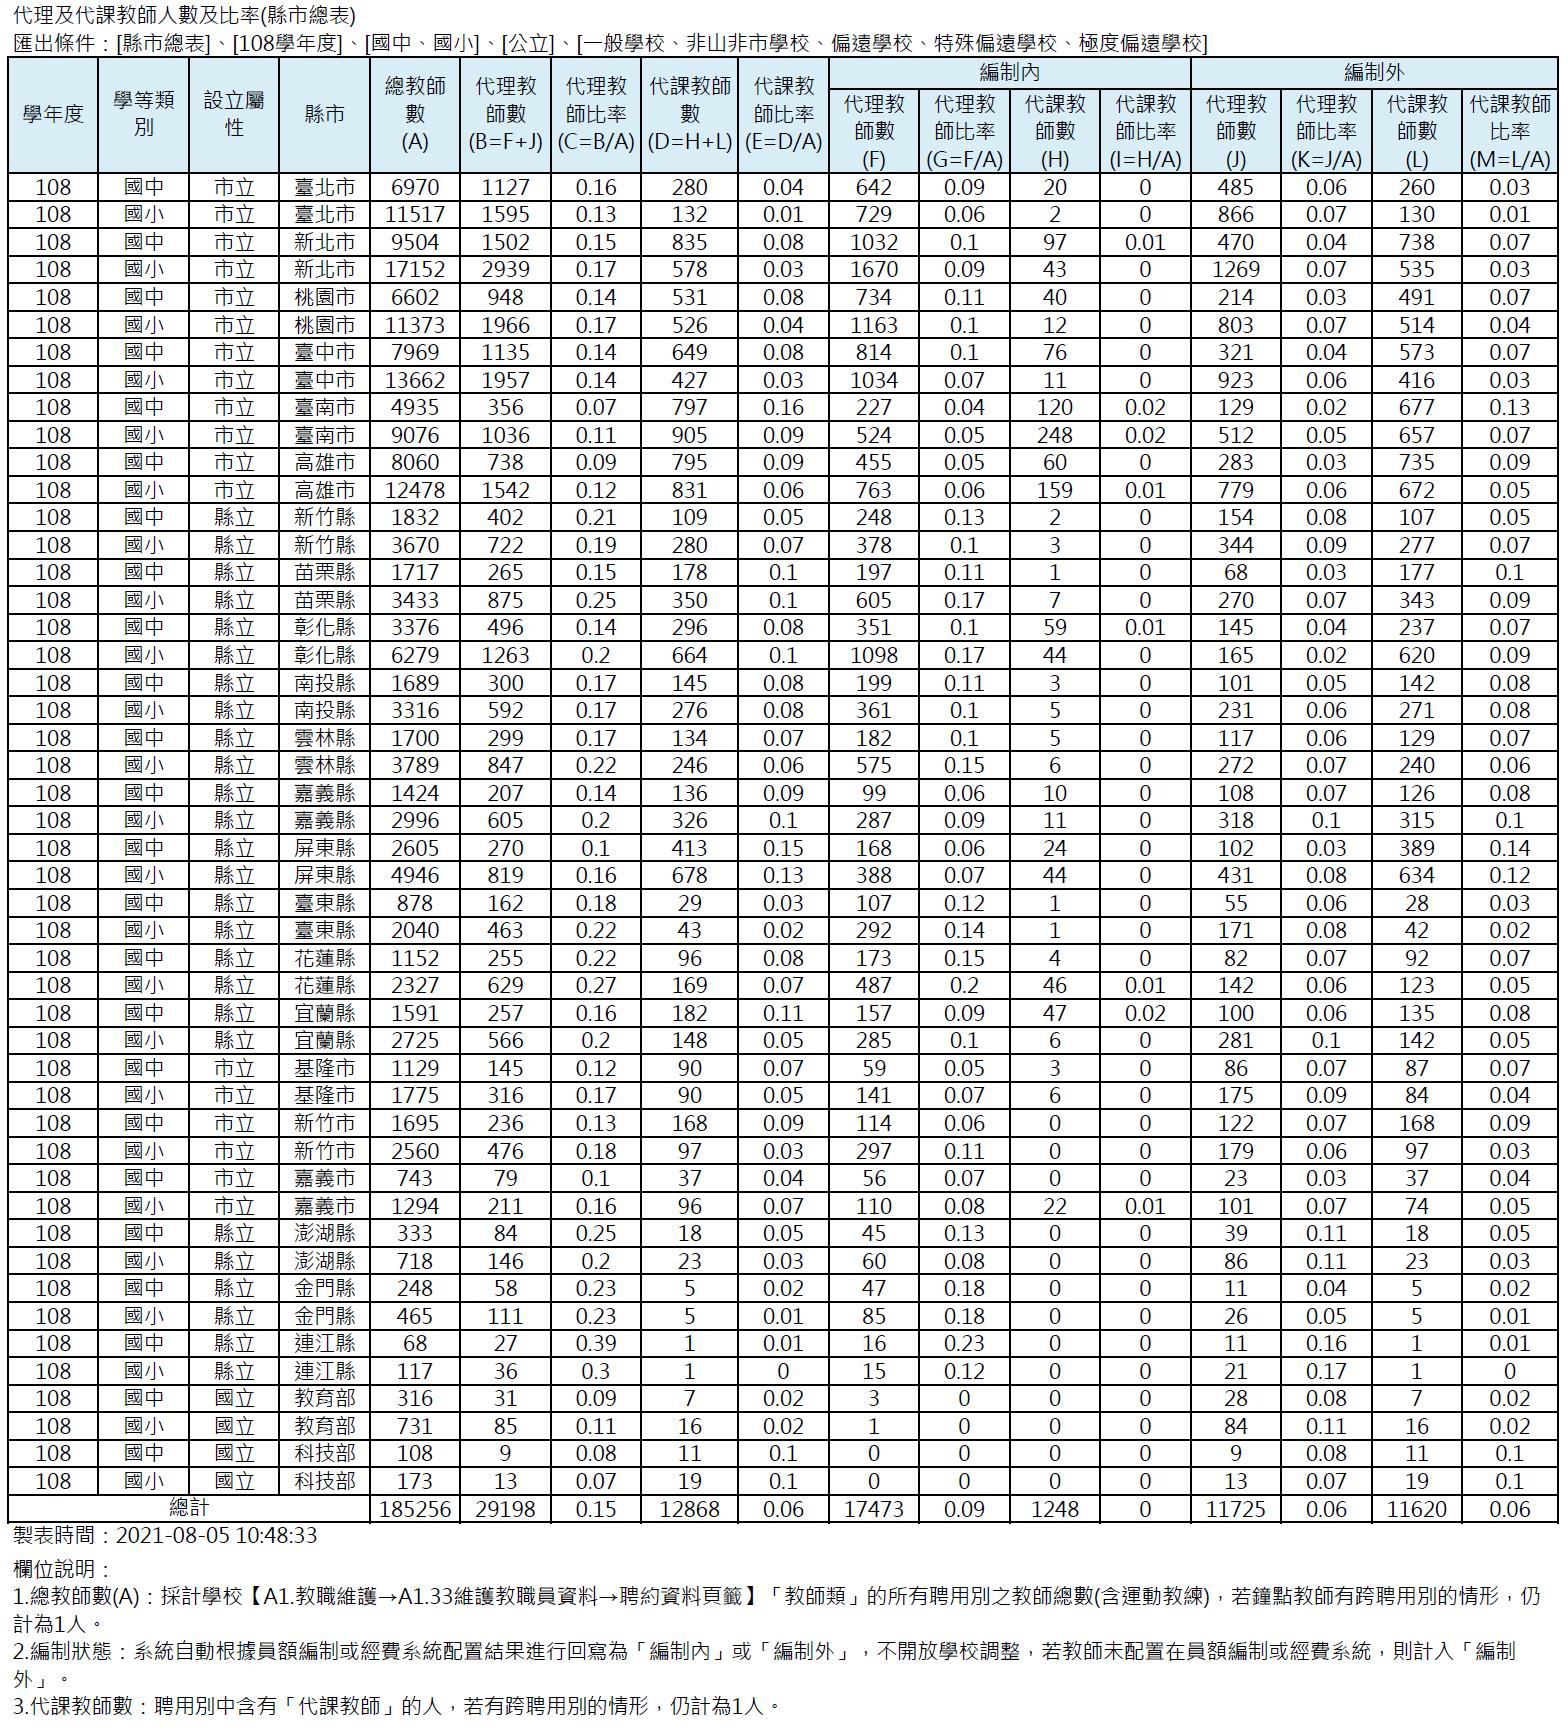 代理及代課教師人數及比率(縣市總表)
匯出條件：[縣市總表]、[108學年度]、[國中、國小]、[公立]、[一般學校、非山非市學校、偏遠學校、特殊偏遠學校、極度偏遠學校]
學年度 學等類別 設立屬性 縣市 總教師數(A) 代理教師數(B=F+J) 代理教師比率(C=B/A) 代課教師數(D=H+L) 代課教師比率(E=D/A) 編制內 編制外
代理教師數(F) 代理教師比率(G=F/A) 代課教師數(H) 代課教師比率(I=H/A) 代理教師數(J) 代理教師比率(K=J/A) 代課教師數(L) 代課教師比率(M=L/A)
108 國中 市立 臺北市 6970 1127 0.16 280 0.04 642 0.09 20 0 485 0.06 260 0.03
108 國小 市立 臺北市 11517 1595 0.13 132 0.01 729 0.06 2 0 866 0.07 130 0.01
108 國中 市立 新北市 9504 1502 0.15 835 0.08 1032 0.1 97 0.01 470 0.04 738 0.07
108 國小 市立 新北市 17152 2939 0.17 578 0.03 1670 0.09 43 0 1269 0.07 535 0.03
108 國中 市立 桃園市 6602 948 0.14 531 0.08 734 0.11 40 0 214 0.03 491 0.07
108 國小 市立 桃園市 11373 1966 0.17 526 0.04 1163 0.1 12 0 803 0.07 514 0.04
108 國中 市立 臺中市 7969 1135 0.14 649 0.08 814 0.1 76 0 321 0.04 573 0.07
108 國小 市立 臺中市 13662 1957 0.14 427 0.03 1034 0.07 11 0 923 0.06 416 0.03
108 國中 市立 臺南市 4935 356 0.07 797 0.16 227 0.04 120 0.02 129 0.02 677 0.13
108 國小 市立 臺南市 9076 1036 0.11 905 0.09 524 0.05 248 0.02 512 0.05 657 0.07
108 國中 市立 高雄市 8060 738 0.09 795 0.09 455 0.05 60 0 283 0.03 735 0.09
108 國小 市立 高雄市 12478 1542 0.12 831 0.06 763 0.06 159 0.01 779 0.06 672 0.05
108 國中 縣立 新竹縣 1832 402 0.21 109 0.05 248 0.13 2 0 154 0.08 107 0.05
108 國小 縣立 新竹縣 3670 722 0.19 280 0.07 378 0.1 3 0 344 0.09 277 0.07
108 國中 縣立 苗栗縣 1717 265 0.15 178 0.1 197 0.11 1 0 68 0.03 177 0.1
108 國小 縣立 苗栗縣 3433 875 0.25 350 0.1 605 0.17 7 0 270 0.07 343 0.09
108 國中 縣立 彰化縣 3376 496 0.14 296 0.08 351 0.1 59 0.01 145 0.04 237 0.07
108 國小 縣立 彰化縣 6279 1263 0.2 664 0.1 1098 0.17 44 0 165 0.02 620 0.09
108 國中 縣立 南投縣 1689 300 0.17 145 0.08 199 0.11 3 0 101 0.05 142 0.08
108 國小 縣立 南投縣 3316 592 0.17 276 0.08 361 0.1 5 0 231 0.06 271 0.08
108 國中 縣立 雲林縣 1700 299 0.17 134 0.07 182 0.1 5 0 117 0.06 129 0.07
108 國小 縣立 雲林縣 3789 847 0.22 246 0.06 575 0.15 6 0 272 0.07 240 0.06
108 國中 縣立 嘉義縣 1424 207 0.14 136 0.09 99 0.06 10 0 108 0.07 126 0.08
108 國小 縣立 嘉義縣 2996 605 0.2 326 0.1 287 0.09 11 0 318 0.1 315 0.1
108 國中 縣立 屏東縣 2605 270 0.1 413 0.15 168 0.06 24 0 102 0.03 389 0.14
108 國小 縣立 屏東縣 4946 819 0.16 678 0.13 388 0.07 44 0 431 0.08 634 0.12
108 國中 縣立 臺東縣 878 162 0.18 29 0.03 107 0.12 1 0 55 0.06 28 0.03
108 國小 縣立 臺東縣 2040 463 0.22 43 0.02 292 0.14 1 0 171 0.08 42 0.02
108 國中 縣立 花蓮縣 1152 255 0.22 96 0.08 173 0.15 4 0 82 0.07 92 0.07
108 國小 縣立 花蓮縣 2327 629 0.27 169 0.07 487 0.2 46 0.01 142 0.06 123 0.05
108 國中 縣立 宜蘭縣 1591 257 0.16 182 0.11 157 0.09 47 0.02 100 0.06 135 0.08
108 國小 縣立 宜蘭縣 2725 566 0.2 148 0.05 285 0.1 6 0 281 0.1 142 0.05
108 國中 市立 基隆市 1129 145 0.12 90 0.07 59 0.05 3 0 86 0.07 87 0.07
108 國小 市立 基隆市 1775 316 0.17 90 0.05 141 0.07 6 0 175 0.09 84 0.04
108 國中 市立 新竹市 1695 236 0.13 168 0.09 114 0.06 0 0 122 0.07 168 0.09
108 國小 市立 新竹市 2560 476 0.18 97 0.03 297 0.11 0 0 179 0.06 97 0.03
108 國中 市立 嘉義市 743 79 0.1 37 0.04 56 0.07 0 0 23 0.03 37 0.04
108 國小 市立 嘉義市 1294 211 0.16 96 0.07 110 0.08 22 0.01 101 0.07 74 0.05
108 國中 縣立 澎湖縣 333 84 0.25 18 0.05 45 0.13 0 0 39 0.11 18 0.05
108 國小 縣立 澎湖縣 718 146 0.2 23 0.03 60 0.08 0 0 86 0.11 23 0.03
108 國中 縣立 金門縣 248 58 0.23 5 0.02 47 0.18 0 0 11 0.04 5 0.02
108 國小 縣立 金門縣 465 111 0.23 5 0.01 85 0.18 0 0 26 0.05 5 0.01
108 國中 縣立 連江縣 68 27 0.39 1 0.01 16 0.23 0 0 11 0.16 1 0.01
108 國小 縣立 連江縣 117 36 0.3 1 0 15 0.12 0 0 21 0.17 1 0
108 國中 國立 教育部 316 31 0.09 7 0.02 3 0 0 0 28 0.08 7 0.02
108 國小 國立 教育部 731 85 0.11 16 0.02 1 0 0 0 84 0.11 16 0.02
108 國中 國立 科技部 108 9 0.08 11 0.1 0 0 0 0 9 0.08 11 0.1
108 國小 國立 科技部 173 13 0.07 19 0.1 0 0 0 0 13 0.07 19 0.1
總計 185256 29198 0.15 12868 0.06 17473 0.09 1248 0 11725 0.06 11620 0.06
製表時間：2021-08-05 10:48:33
欄位說明：
1.總教師數(A)：採計學校【A1.教職維護→A1.33維護教職員資料→聘約資料頁籤】「教師類」的所有聘用別之教師總數(含運動教練)，若鐘點教師有跨聘用別的情形，仍
計為1人。
2.編制狀態：系統自動根據員額編制或經費系統配置結果進行回寫為「編制內」或「編制外」，不開放學校調整，若教師未配置在員額編制或經費系統，則計入「編制
外」。
3.代課教師數：聘用別中含有「代課教師」的人，若有跨聘用別的情形，仍計為1人。